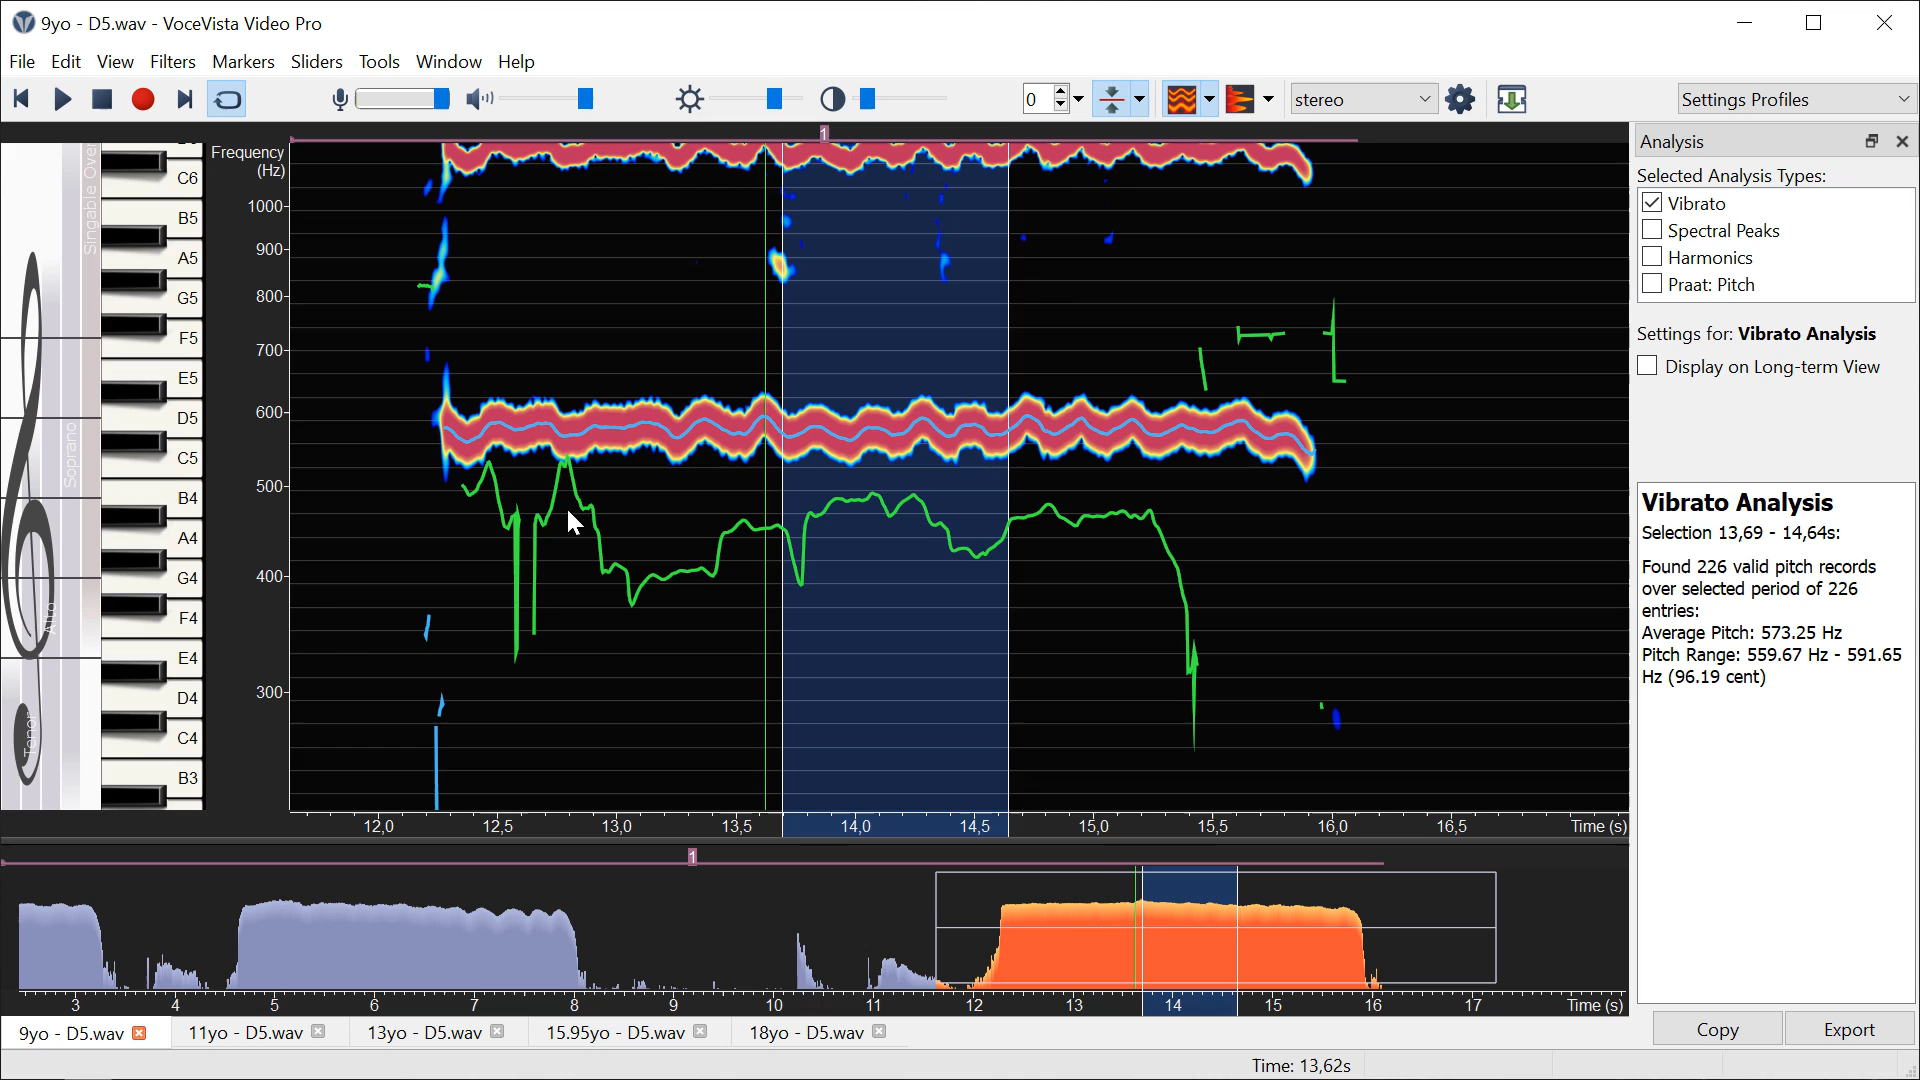 9yo - D5.wav - VoceVista Video Pro
File Edit View Filters Markers Sliders Tools Window Help
0 stereo Settings Profiles
1
Frequency (Hz)
1000
900
800
700
600
500
400
300
C6
B5
A5
G5
F5
E5
D5
C5
B4
A4
G4
F4
E4
D4
C4
B3
Singable Over
Soprano
Alto
Tenor
12,0 12,5 13,0 13,5 14,0 14,5 15,0 15,5 16,0 16,5 Time (s)
1
3 4 5 6 7 8 9 10 11 12 13 14 15 16 17 Time (s)
9yo - D5.wav 11yo - D5.wav 13yo - D5.wav 15.95yo - D5.wav 18yo - D5.wav
Analysis
Selected Analysis Types:
Vibrato
Spectral Peaks
Harmonics
Praat: Pitch
Settings for: Vibrato Analysis
Display on Long-term View
Vibrato Analysis
Selection 13,69 - 14,64s:
Found 226 valid pitch records
over selected period of 226
entries:
Average Pitch: 573.25 Hz
Pitch Range: 559.67 Hz - 591.65
Hz (96.19 cent)
Copy Export
Time: 13,62s